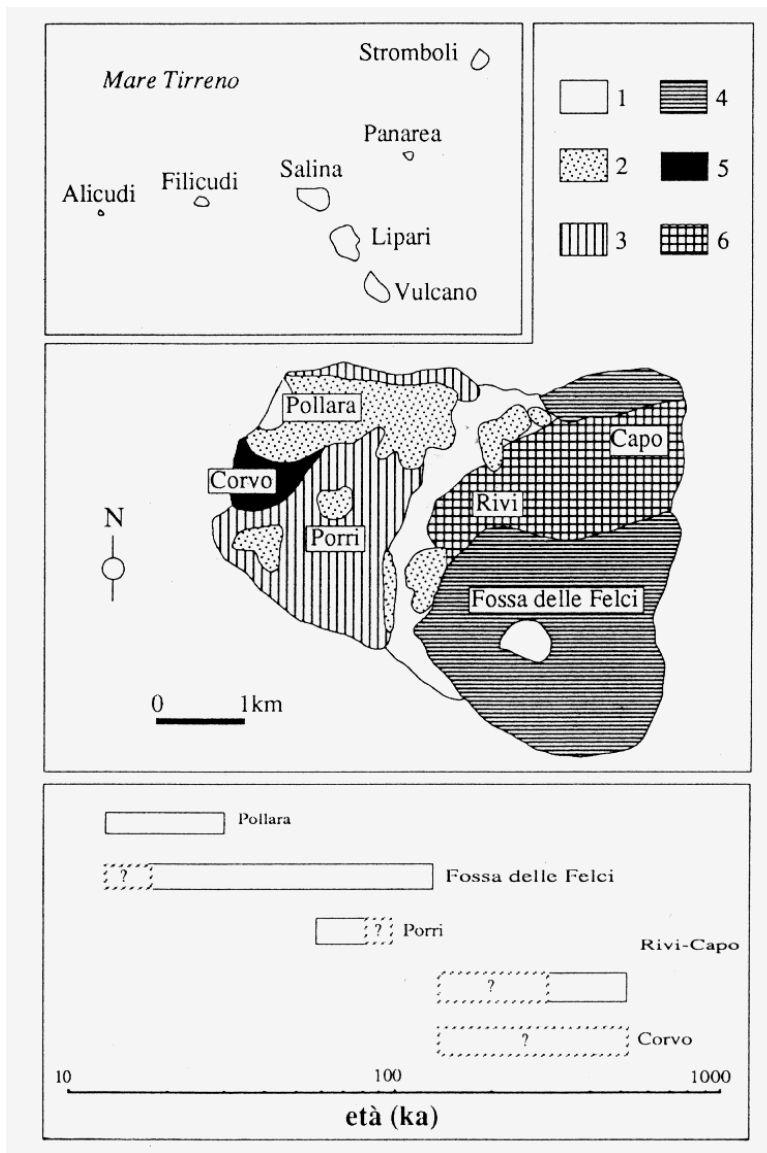 Stromboli
Mare Tirreno
Panarea
Salina
Filicudi
Alicudi
Lipari
Vulcano
1 4
2 5
3 6
Pollara
Capo
Corvo
Rivi
N
Porri
Fossa delle Felci
0 1km
Pollara
? Fossa delle Felci
? Porri
Rivi-Capo
?
? Corvo
10 100 1000
età (ka)